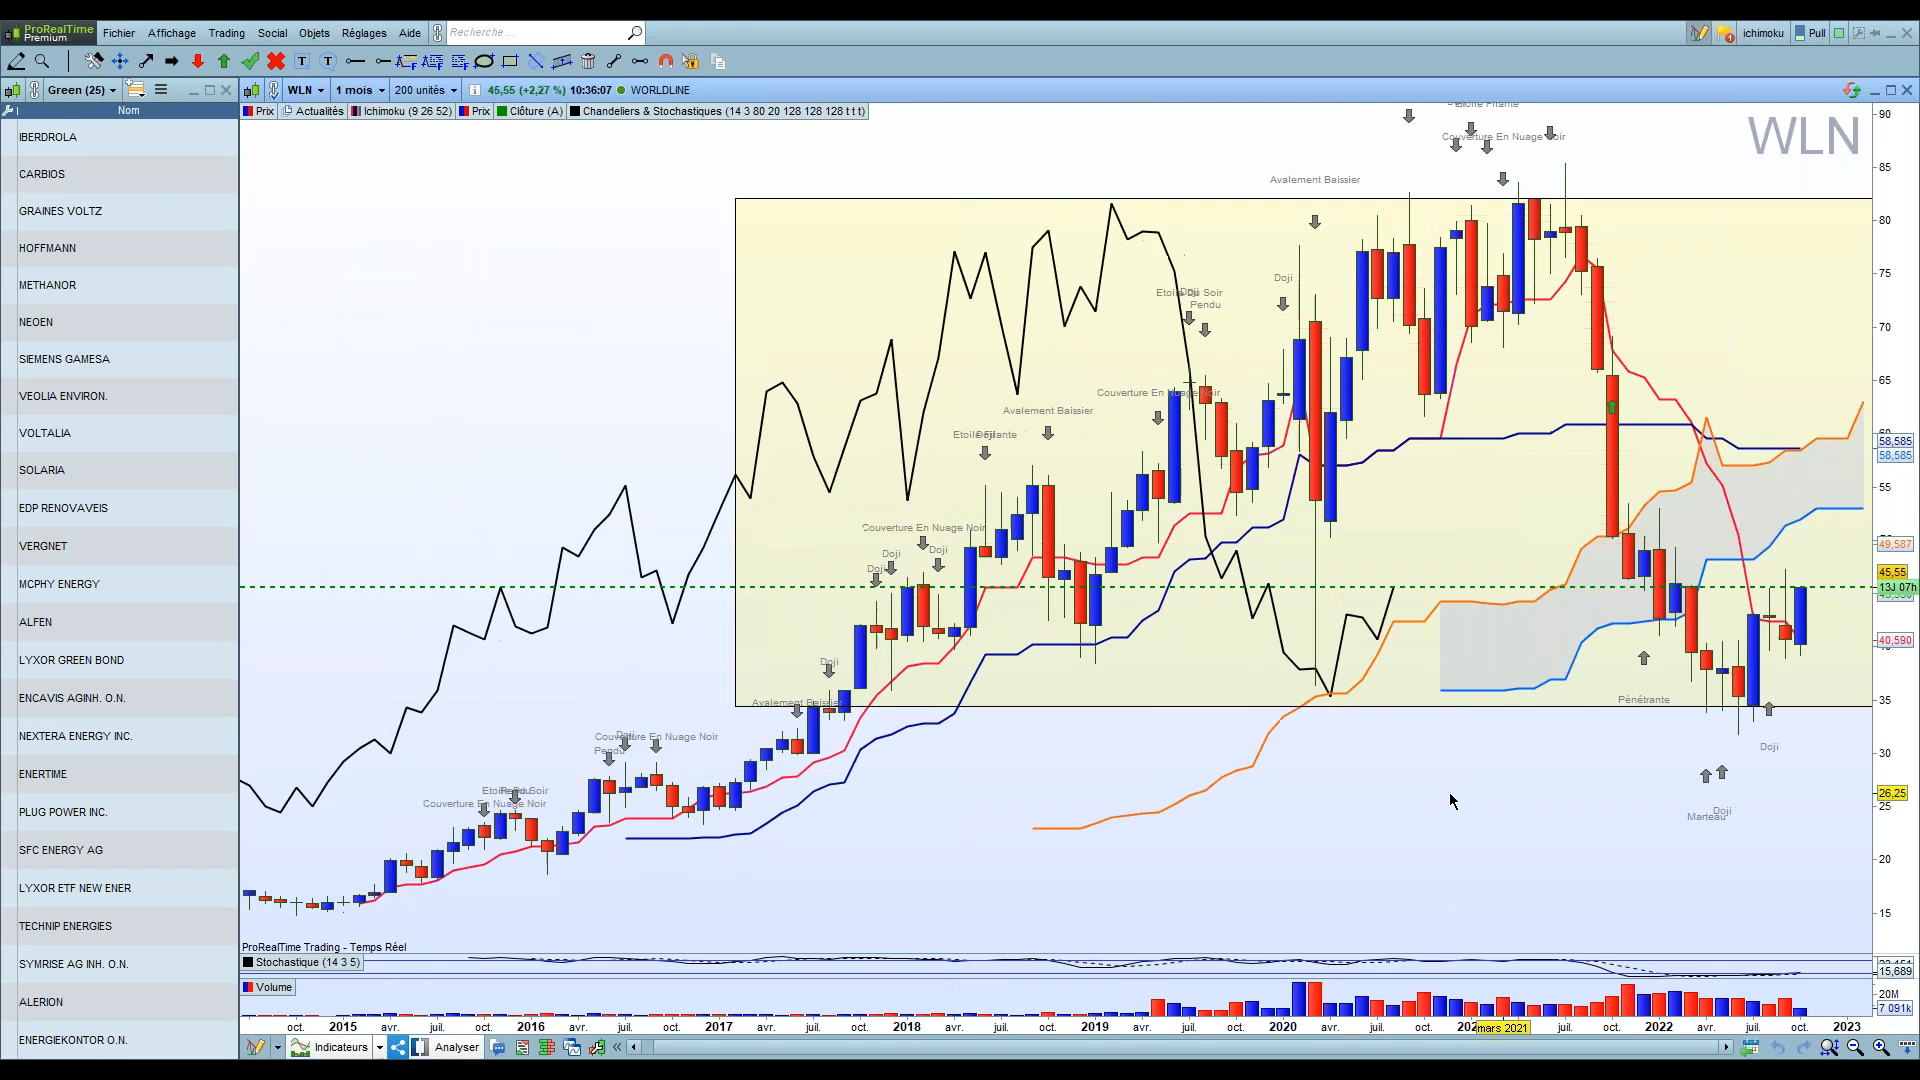 ProRealTime
Premium
Fichier Affichage Trading Social Objets Réglages Aide Recherche ... ichimoku Pull
Green (25) WLN 1 mois 200 unités 45,55 (+2,27 %) 10:36:07 WORLDLINE
Nom
Prix Actualités Ichimoku (9 26 52) Prix Clôture (A) Chandeliers & Stochastiques (14 3 80 20 128 128 128 t t t)
IBERDROLA
CARBIOS
GRAINES VOLTZ
HOFFMANN
METHANOR
NEOEN
SIEMENS GAMESA
VEOLIA ENVIRON.
VOLTALIA
SOLARIA
EDP RENOVAVEIS
VERGNET
MCPHY ENERGY
ALFEN
LYXOR GREEN BOND
ENCAVIS AGINH. O.N.
NEXTERA ENERGY INC.
ENERTIME
PLUG POWER INC.
SFC ENERGY AG
LYXOR ETF NEW ENER
TECHNIP ENERGIES
SYMRISE AG INH. O.N.
ALERION
ENERGIEKONTOR O.N.
WLN
Couverture En Nuage Noir
Avalement Baissier
Doji
Etoile Du Soir
Pendu
Couverture En Nuage Noir
Avalement Baissier
Etoile Filante
Couverture En Nuage Noir
Doji
Doji
Doji
Doji
Avalement Baissier
Couverture En Nuage Noir
Doji
Pendu
Couverture En Nuage Noir
Pénétrante
Doji
Doji
Marteau
90
85
80
75
70
65
58,585
58,585
55
49,587
45,55
13J 07h
40,590
35
30
26,25
25
20
15
ProRealTime Trading - Temps Réel
Stochastique (14 3 5)
15,689
Volume
20M
7 091k
oct. 2015 avr. juil. oct. 2016 avr. juil. oct. 2017 avr. juil. oct. 2018 avr. juil. oct. 2019 avr. juil. oct. 2020 avr. juil. oct. mars 2021 juil. oct. 2022 avr. juil. oct. 2023
Indicateurs Analyser